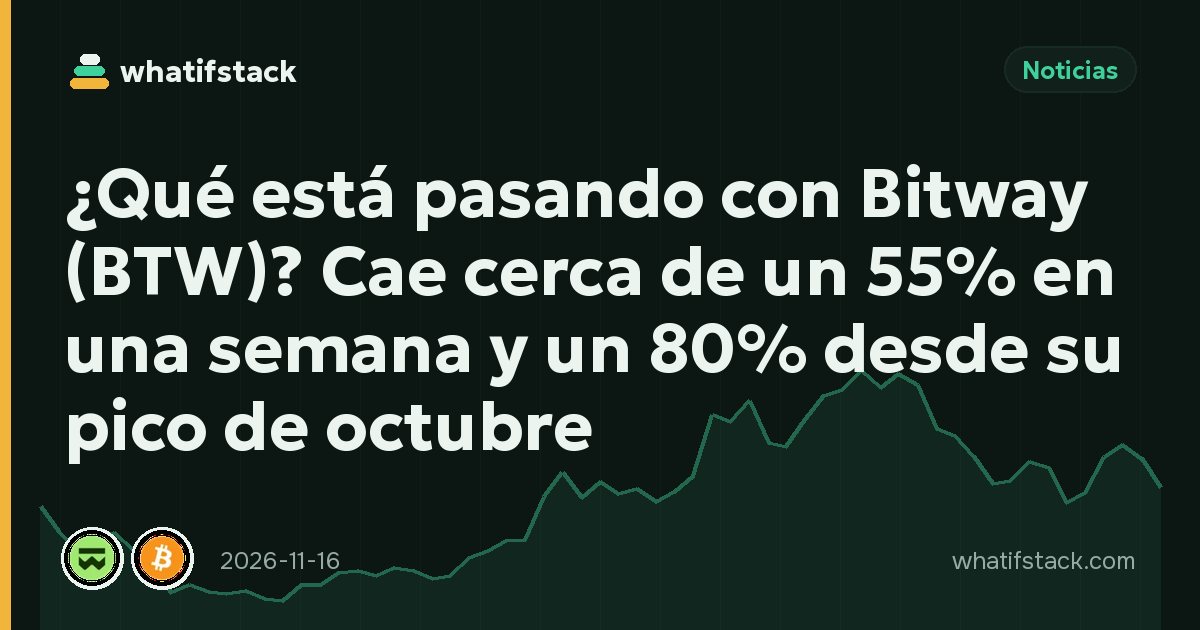 whatifstack
Noticias
¿Qué está pasando con Bitway
(BTW)? Cae cerca de un 55% en
una semana y un 80% desde su
pico de octubre
2026-11-16
whatifstack.com